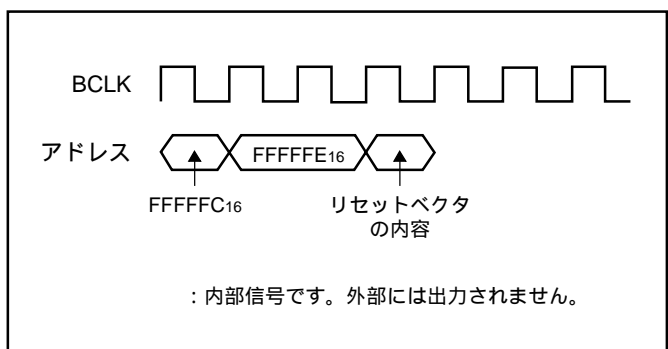 BCLK
アドレス
FFFFFE16
FFFFFC16
リセットベクタ
の内容
：内部信号です。外部には出力されません。